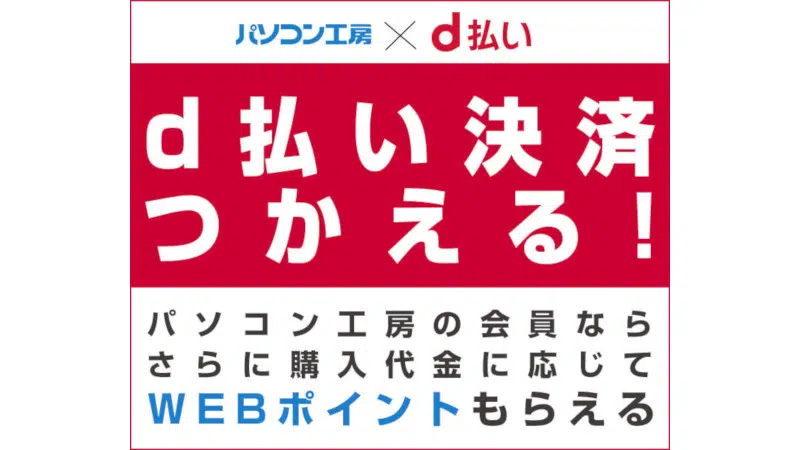 パソコン工房×d払い
d払い決済
つかえる！
パソコン工房の会員なら
さらに購入代金に応じて
WEBポイントもらえる